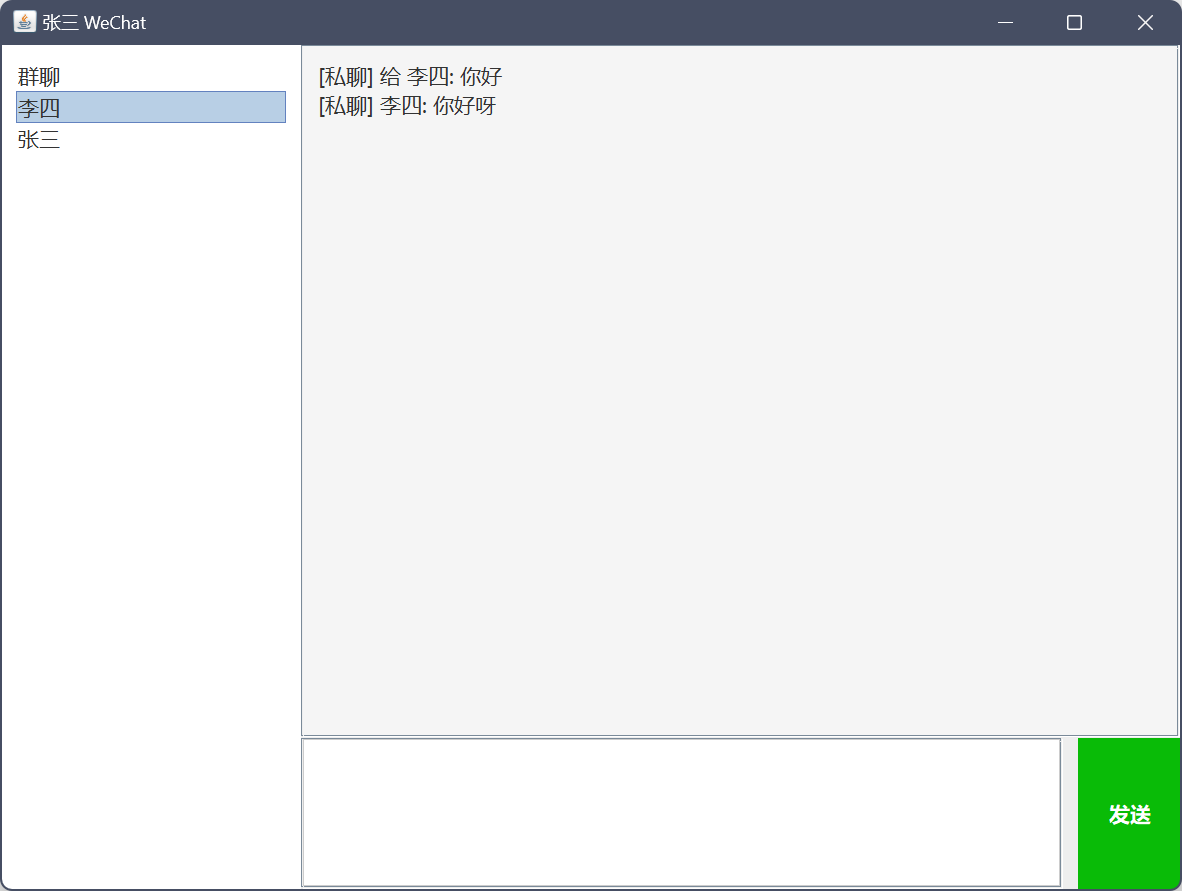 张三 WeChat
群聊
李四
张三
[私聊] 给 李四: 你好
[私聊] 李四: 你好呀
发送